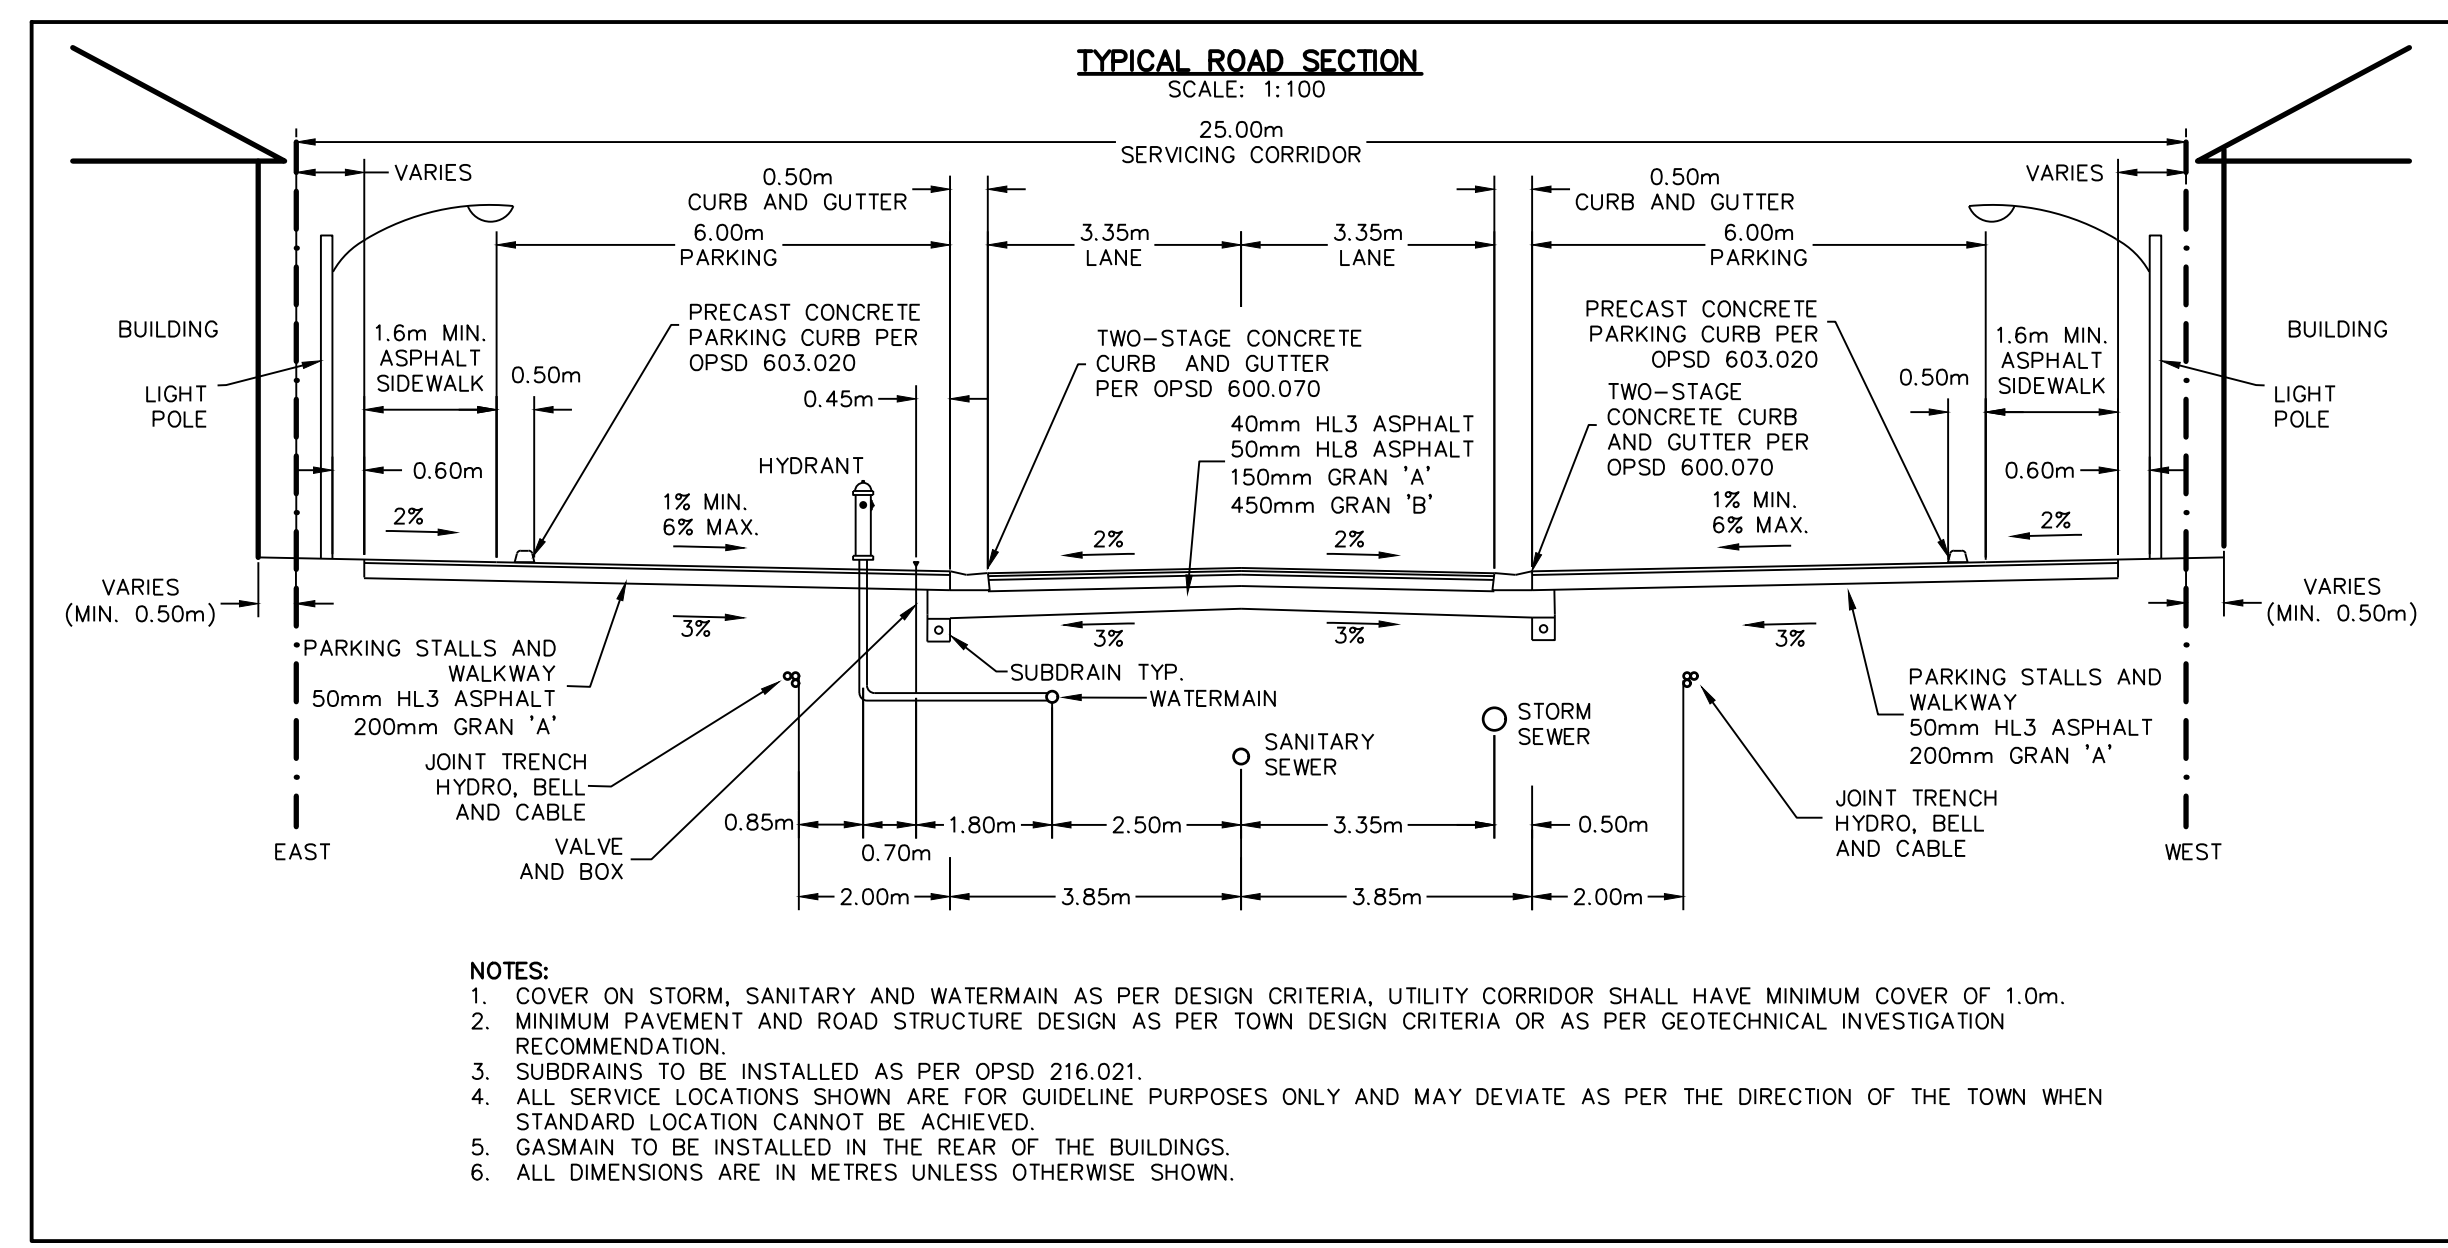 TYPICAL ROAD SECTION
SCALE: 1:100
25.00m
SERVICING CORRIDOR
VARIES
0.50m
CURB AND GUTTER
0.50m
CURB AND GUTTER
VARIES
6.00m
PARKING
3.35m
LANE
3.35m
LANE
6.00m
PARKING
BUILDING
LIGHT
POLE
1.6m MIN.
ASPHALT
SIDEWALK
0.50m
PRECAST CONCRETE
PARKING CURB PER
OPSD 603.020
0.45m
TWO-STAGE CONCRETE
CURB AND GUTTER
PER OPSD 600.070
40mm HL3 ASPHALT
50mm HL8 ASPHALT
150mm GRAN 'A'
450mm GRAN 'B'
PRECAST CONCRETE
PARKING CURB PER
OPSD 603.020
TWO-STAGE
CONCRETE CURB
AND GUTTER PER
OPSD 600.070
0.50m
1.6m MIN.
ASPHALT
SIDEWALK
BUILDING
LIGHT
POLE
0.60m
HYDRANT
0.60m
2%
1% MIN.
6% MAX.
2%
2%
1% MIN.
6% MAX.
2%
VARIES
(MIN. 0.50m)
3%
3%
3%
3%
VARIES
(MIN. 0.50m)
PARKING STALLS AND
WALKWAY
50mm HL3 ASPHALT
200mm GRAN 'A'
SUBDRAIN TYP.
WATERMAIN
SANITARY
SEWER
STORM
SEWER
PARKING STALLS AND
WALKWAY
50mm HL3 ASPHALT
200mm GRAN 'A'
JOINT TRENCH
HYDRO, BELL
AND CABLE
JOINT TRENCH
HYDRO, BELL
AND CABLE
0.85m
0.70m
1.80m
2.50m
3.35m
0.50m
EAST
VALVE
AND BOX
WEST
2.00m
3.85m
3.85m
2.00m
NOTES:
1. COVER ON STORM, SANITARY AND WATERMAIN AS PER DESIGN CRITERIA, UTILITY CORRIDOR SHALL HAVE MINIMUM COVER OF 1.0m.
2. MINIMUM PAVEMENT AND ROAD STRUCTURE DESIGN AS PER TOWN DESIGN CRITERIA OR AS PER GEOTECHNICAL INVESTIGATION
RECOMMENDATION.
3. SUBDRAINS TO BE INSTALLED AS PER OPSD 216.021.
4. ALL SERVICE LOCATIONS SHOWN ARE FOR GUIDELINE PURPOSES ONLY AND MAY DEVIATE AS PER THE DIRECTION OF THE TOWN WHEN
STANDARD LOCATION CANNOT BE ACHIEVED.
5. GASMAIN TO BE INSTALLED IN THE REAR OF THE BUILDINGS.
6. ALL DIMENSIONS ARE IN METRES UNLESS OTHERWISE SHOWN.